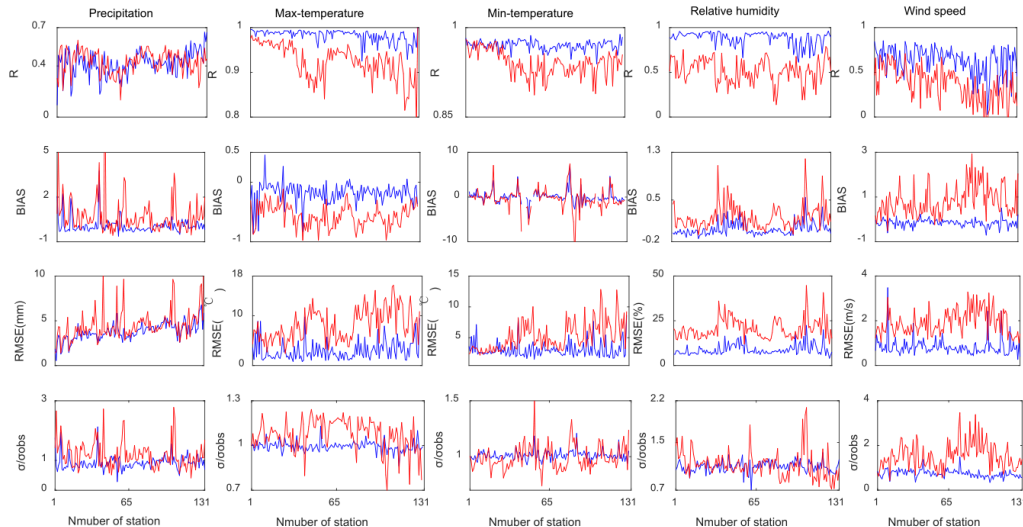 Precipitation Max-temperature Min-temperature Relative humidity Wind speed
0.7 1 1 1 1
R R R R R
0.4 0.9 0.5 0.5
0 0.8 0.85 0 0
5 0.5 10 1.3 3
BIAS BIAS BIAS BIAS BIAS
2 0 0 0.5 1
-1 -1 -10 -0.2 -1
10 18 15 50 4
RMSE(mm) RMSE(℃) RMSE(℃) RMSE(%) RMSE(m/s)
5 10 10 25 2
5
0 0 0 0
3 1.3 1.5 2.2 4
σ/σobs σ/σobs σ/σobs σ/σobs σ/σobs
1 1 1 1.5 2
1
0 0.7 0.5 0.7 0
1 65 131 1 65 131 1 65 131 1 65 131 1 65 13
Nmuber of station Nmuber of station Nmuber of station Nmuber of station Nmuber of station